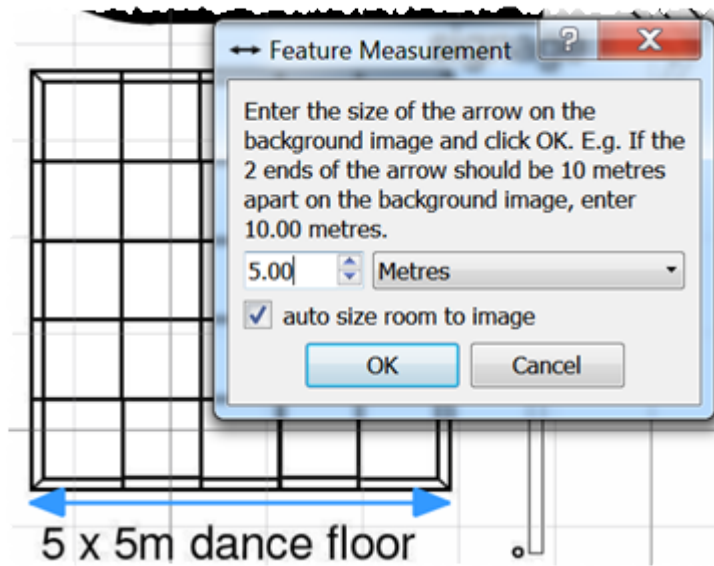 Feature Measurement
Enter the size of the arrow on the
background image and click OK. E.g. If the
2 ends of the arrow should be 10 metres
apart on the background image, enter
10.00 metres.
5.00 Metres
auto size room to image
OK Cancel
5 x 5m dance floor